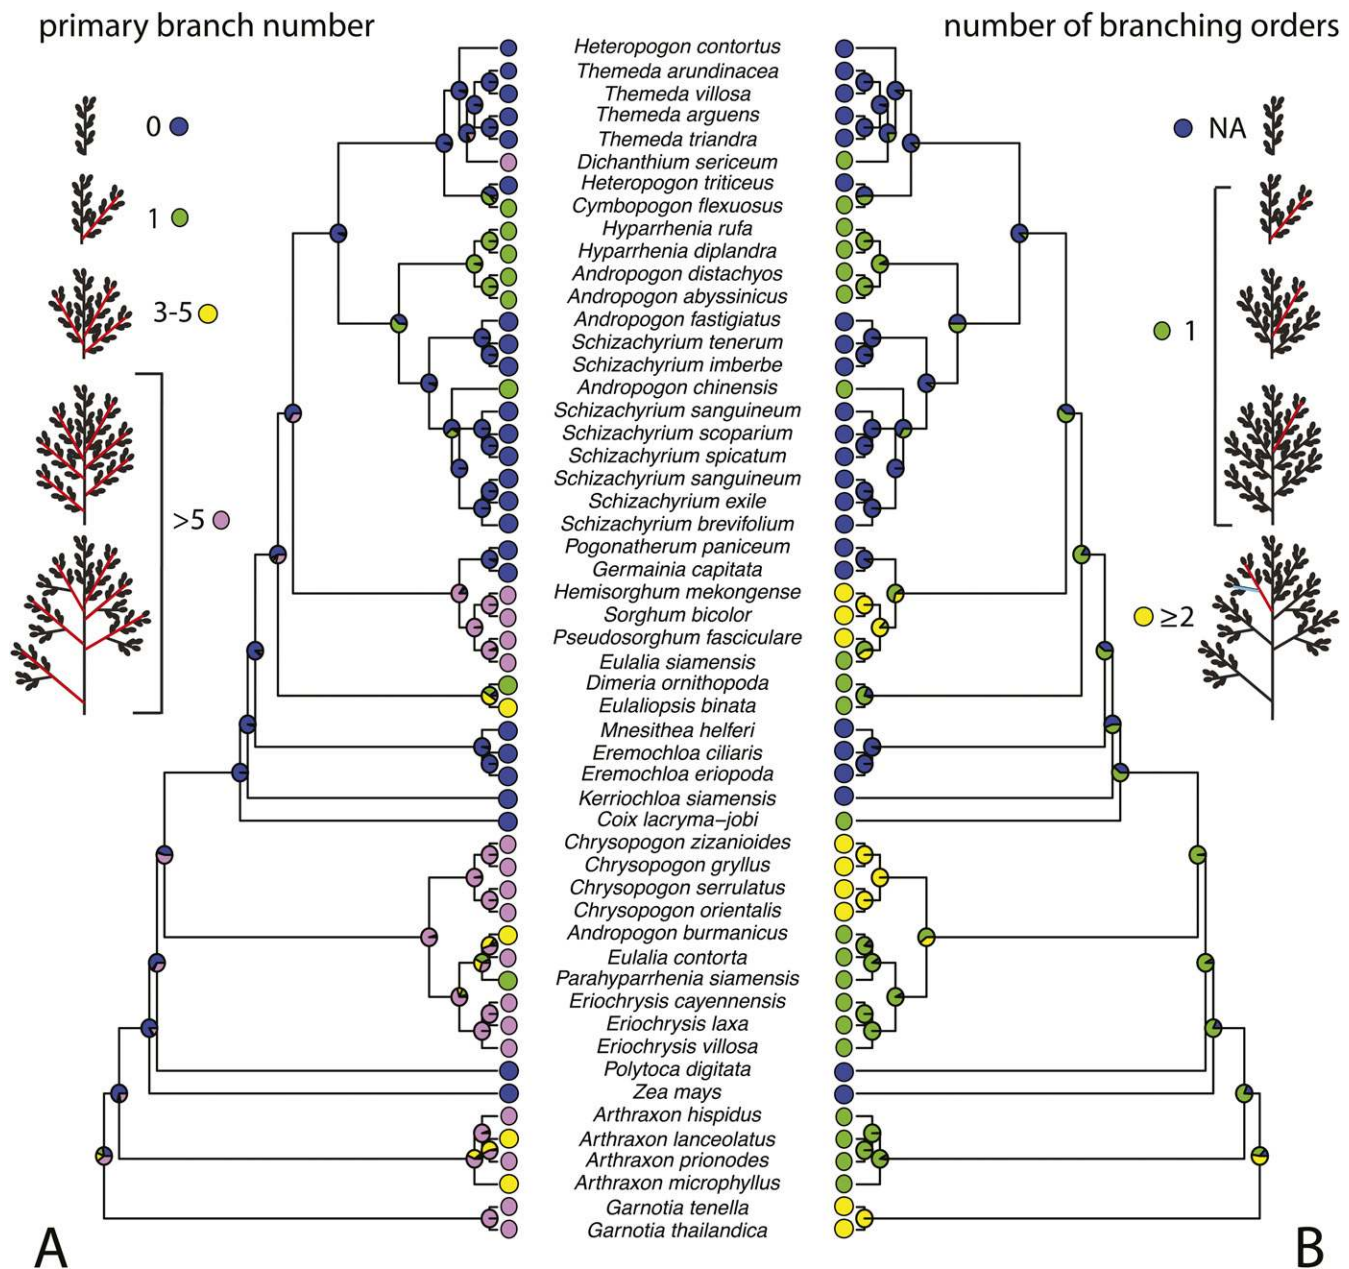 primary branch number
number of branching orders
0
1
3-5
>5
Heteropogon contortus
Themeda arundinacea
Themeda villosa
Themeda arguens
Themeda triandra
Dichanthium sericeum
Heteropogon triticeus
Cymbopogon flexuosus
Hyparrhenia rufa
Hyparrhenia diplandra
Andropogon distachyos
Andropogon abyssinicus
Andropogon fastigiatus
Schizachyrium tenerum
Schizachyrium imberbe
Andropogon chinensis
Schizachyrium sanguineum
Schizachyrium scoparium
Schizachyrium spicatum
Schizachyrium sanguineum
Schizachyrium exile
Schizachyrium brevifolium
Pogonatherum paniceum
Germainia capitata
Hemisorghum mekongense
Sorghum bicolor
Pseudosorghum fasciculare
Eulalia siamensis
Dimeria ornithopoda
Eulaliopsis binata
Mnesithea helferi
Eremochloa ciliaris
Eremochloa eriopoda
Kerriochloa siamensis
Coix lacryma–jobi
Chrysopogon zizanioides
Chrysopogon gryllus
Chrysopogon serrulatus
Chrysopogon orientalis
Andropogon burmanicus
Eulalia contorta
Parahyparrhenia siamensis
Eriochrysis cayennensis
Eriochrysis laxa
Eriochrysis villosa
Polytoca digitata
Zea mays
Arthraxon hispidus
Arthraxon lanceolatus
Arthraxon prionodes
Arthraxon microphyllus
Garnotia tenella
Garnotia thailandica
NA
1
≥2
A
B